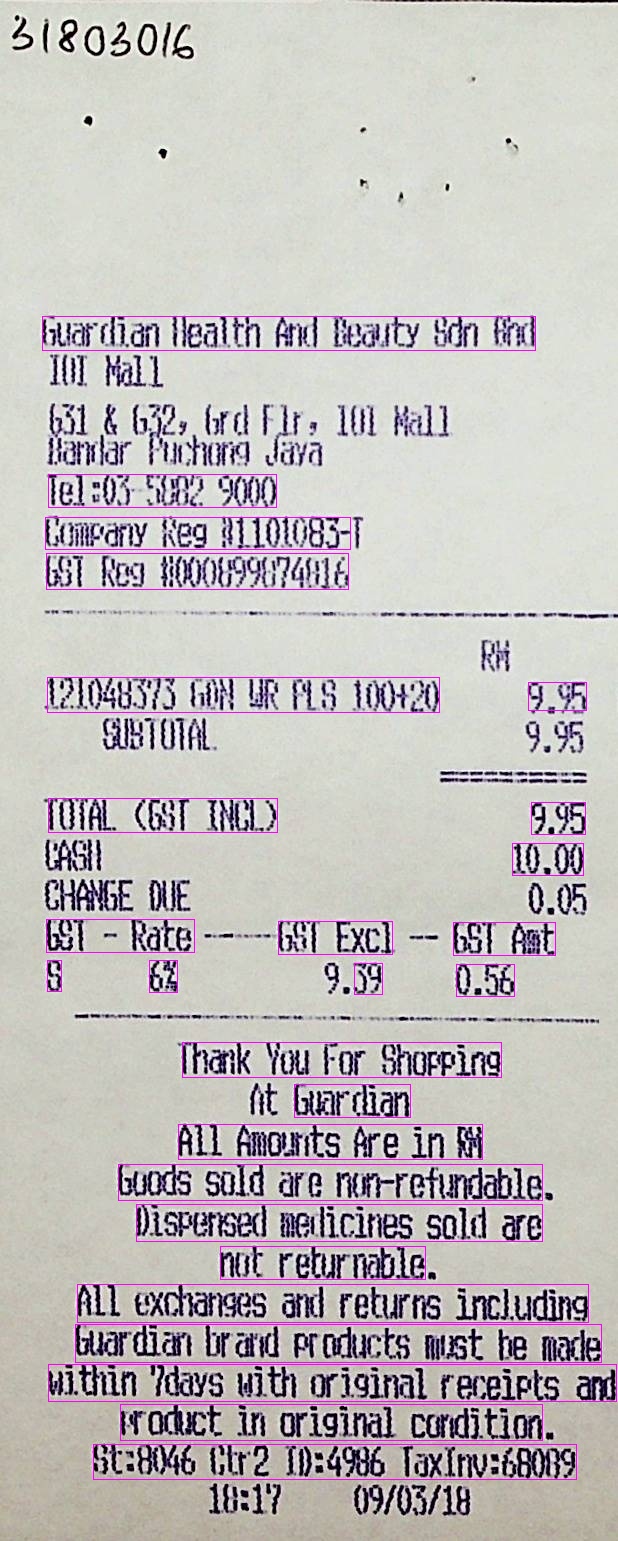 31803016
Guardian Health And Beauty Sdn Bhd
IOI Mall
G31 & G32, Grd Flr, IOI Mall
Bandar Puchong Jaya
Tel:03-5882 9000
Company Reg #1101083-T
GST Reg #000899874816
RM
121048373 GON WR PLS 100+20 9.95
SUBTOTAL 9.95
==========
TOTAL (GST INCL) 9.95
CASH 10.00
CHANGE DUE 0.05
GST - Rate -----GST Excl -- GST Amt
S 6% 9.39 0.56
Thank You For Shopping
At Guardian
All Amounts Are in RM
Goods sold are non-refundable.
Dispensed medicines sold are
not returnable.
All exchanges and returns including
Guardian brand products must be made
within 7days with original receipts and
product in original condition.
St:8046 Ctr2 ID:4986 TaxInv:68089
18:17 09/03/18